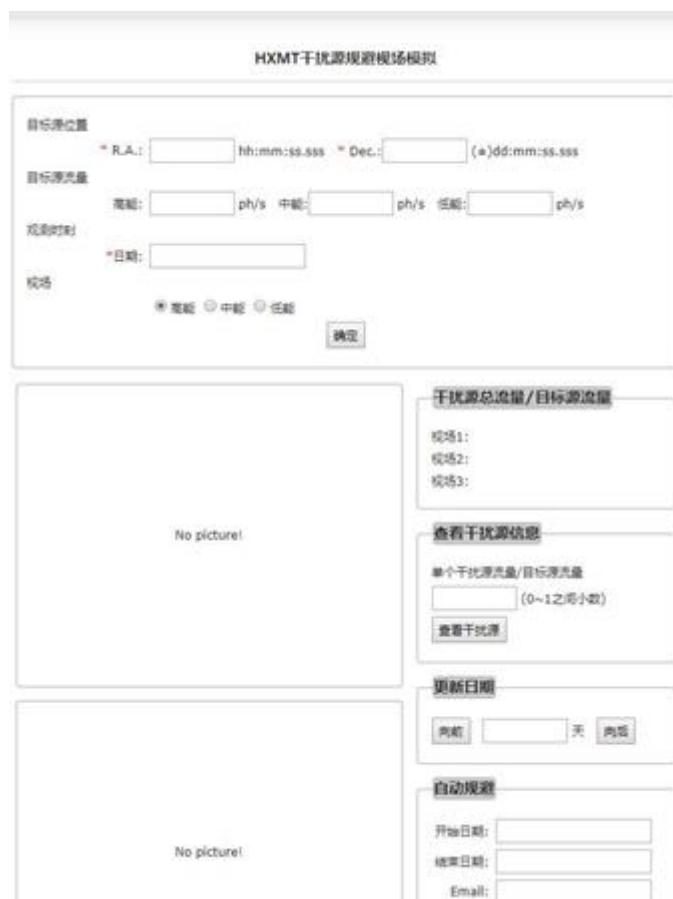 HXMT干扰源规避视场模拟
目标源位置
* R.A.: hh:mm:ss.sss * Dec.: (±)dd:mm:ss.sss
目标源流量
高能: ph/s 中能: ph/s 低能: ph/s
观测时刻
*日期:
视场
高能 中能 低能
确定
No picture!
干扰源总流量/目标源流量
视场1:
视场2:
视场3:
查看干扰源信息
单个干扰源流量/目标源流量
(0~1之间小数)
查看干扰源
更新日期
向前 天 向后
No picture!
自动规避
开始日期:
结束日期:
Email: